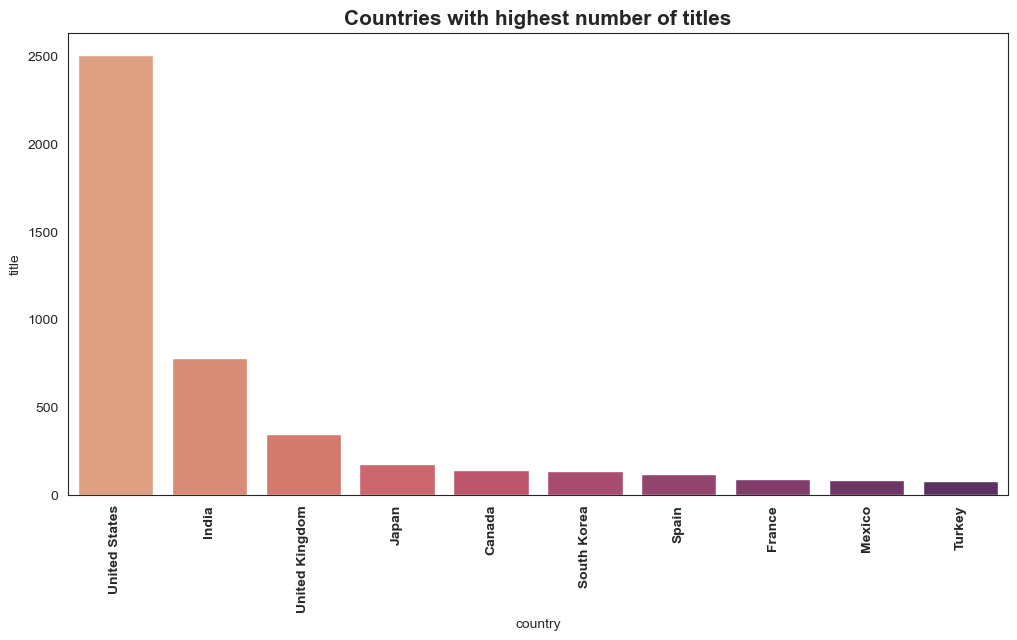 Countries with highest number of titles
2500
2000
1500
1000
500
0
title
United States
India
United Kingdom
Japan
Canada
South Korea
Spain
France
Mexico
Turkey
country